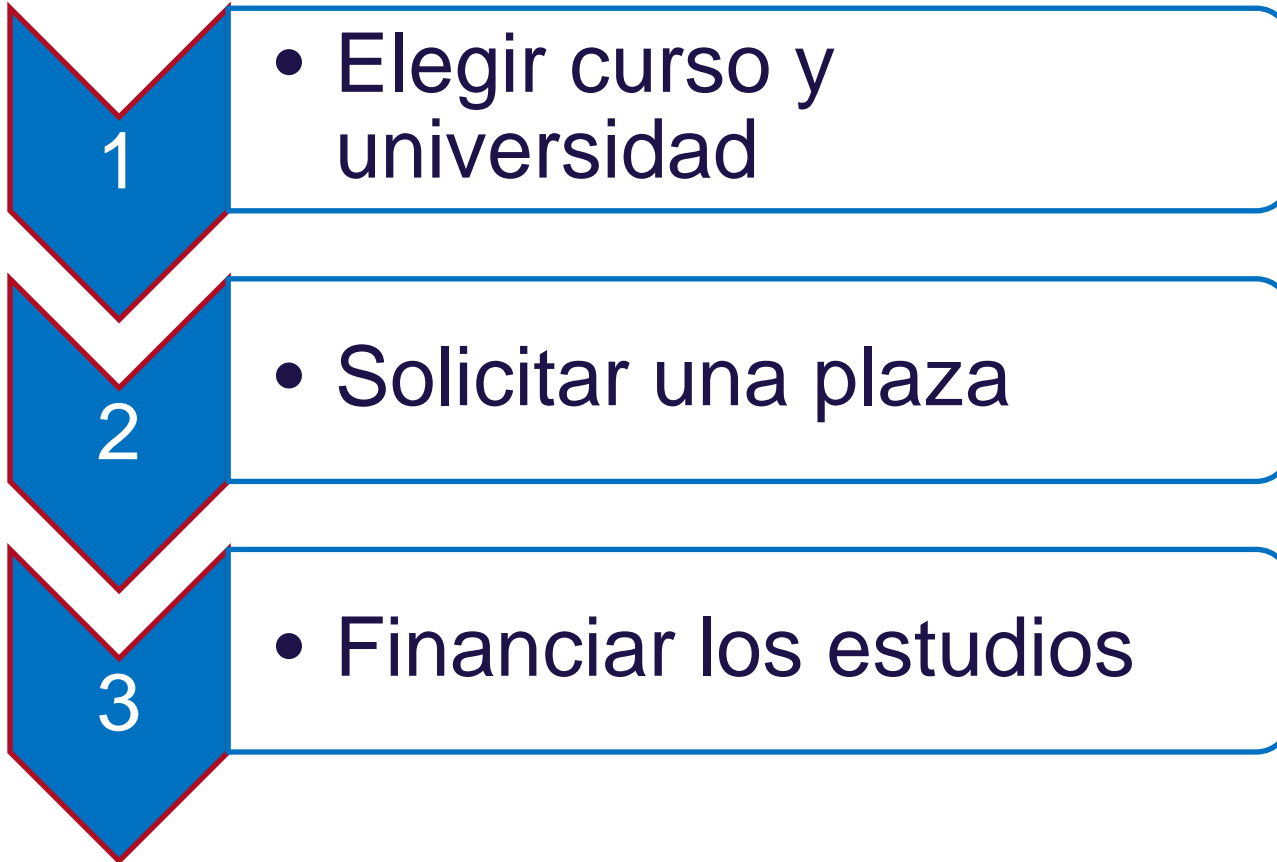 1
• Elegir curso y
universidad
2
• Solicitar una plaza
3
• Financiar los estudios